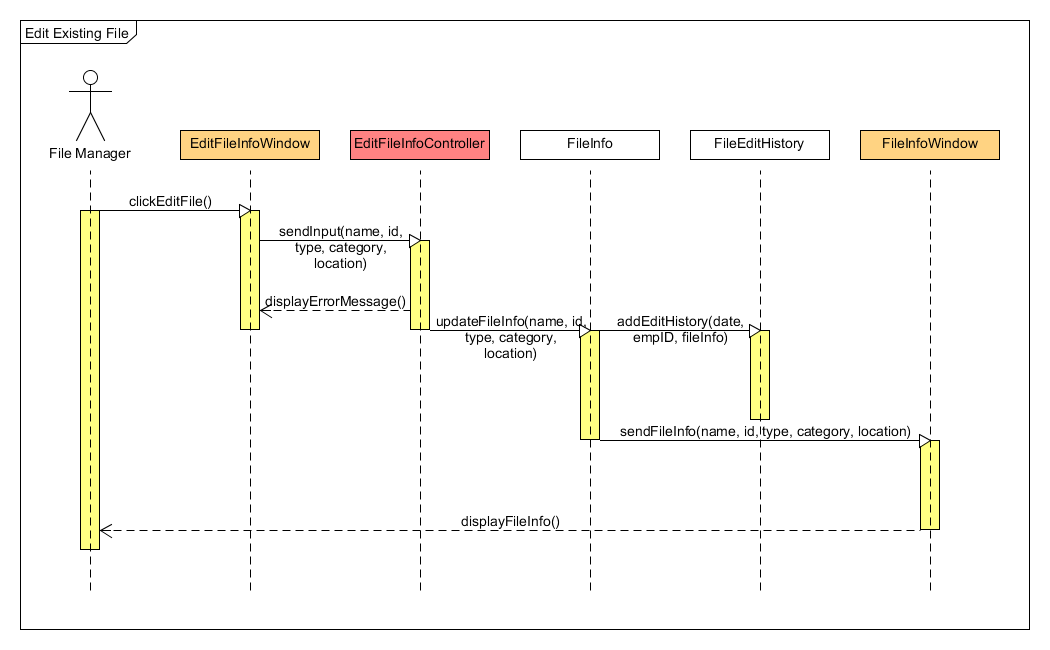 Edit Existing File
File Manager
EditFileInfoWindow
EditFileInfoController
FileInfo
FileEditHistory
FileInfoWindow
clickEditFile()
sendInput(name, id,
type, category,
location)
displayErrorMessage()
updateFileInfo(name, id,
type, category,
location)
addEditHistory(date,
empID, fileInfo)
sendFileInfo(name, id, type, category, location)
displayFileInfo()